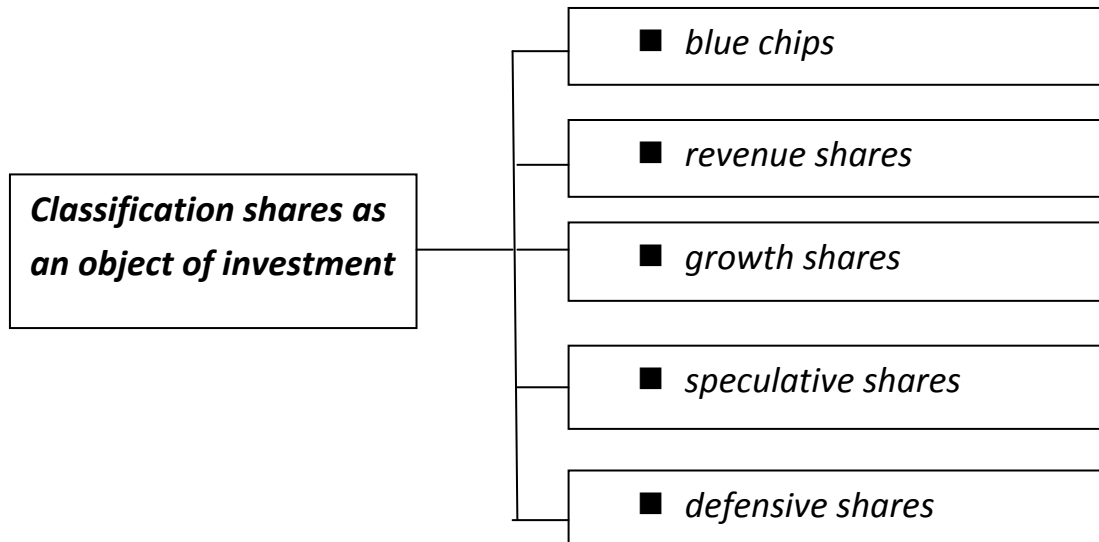 Classification shares as
an object of investment
■ blue chips
■ revenue shares
■ growth shares
■ speculative shares
■ defensive shares